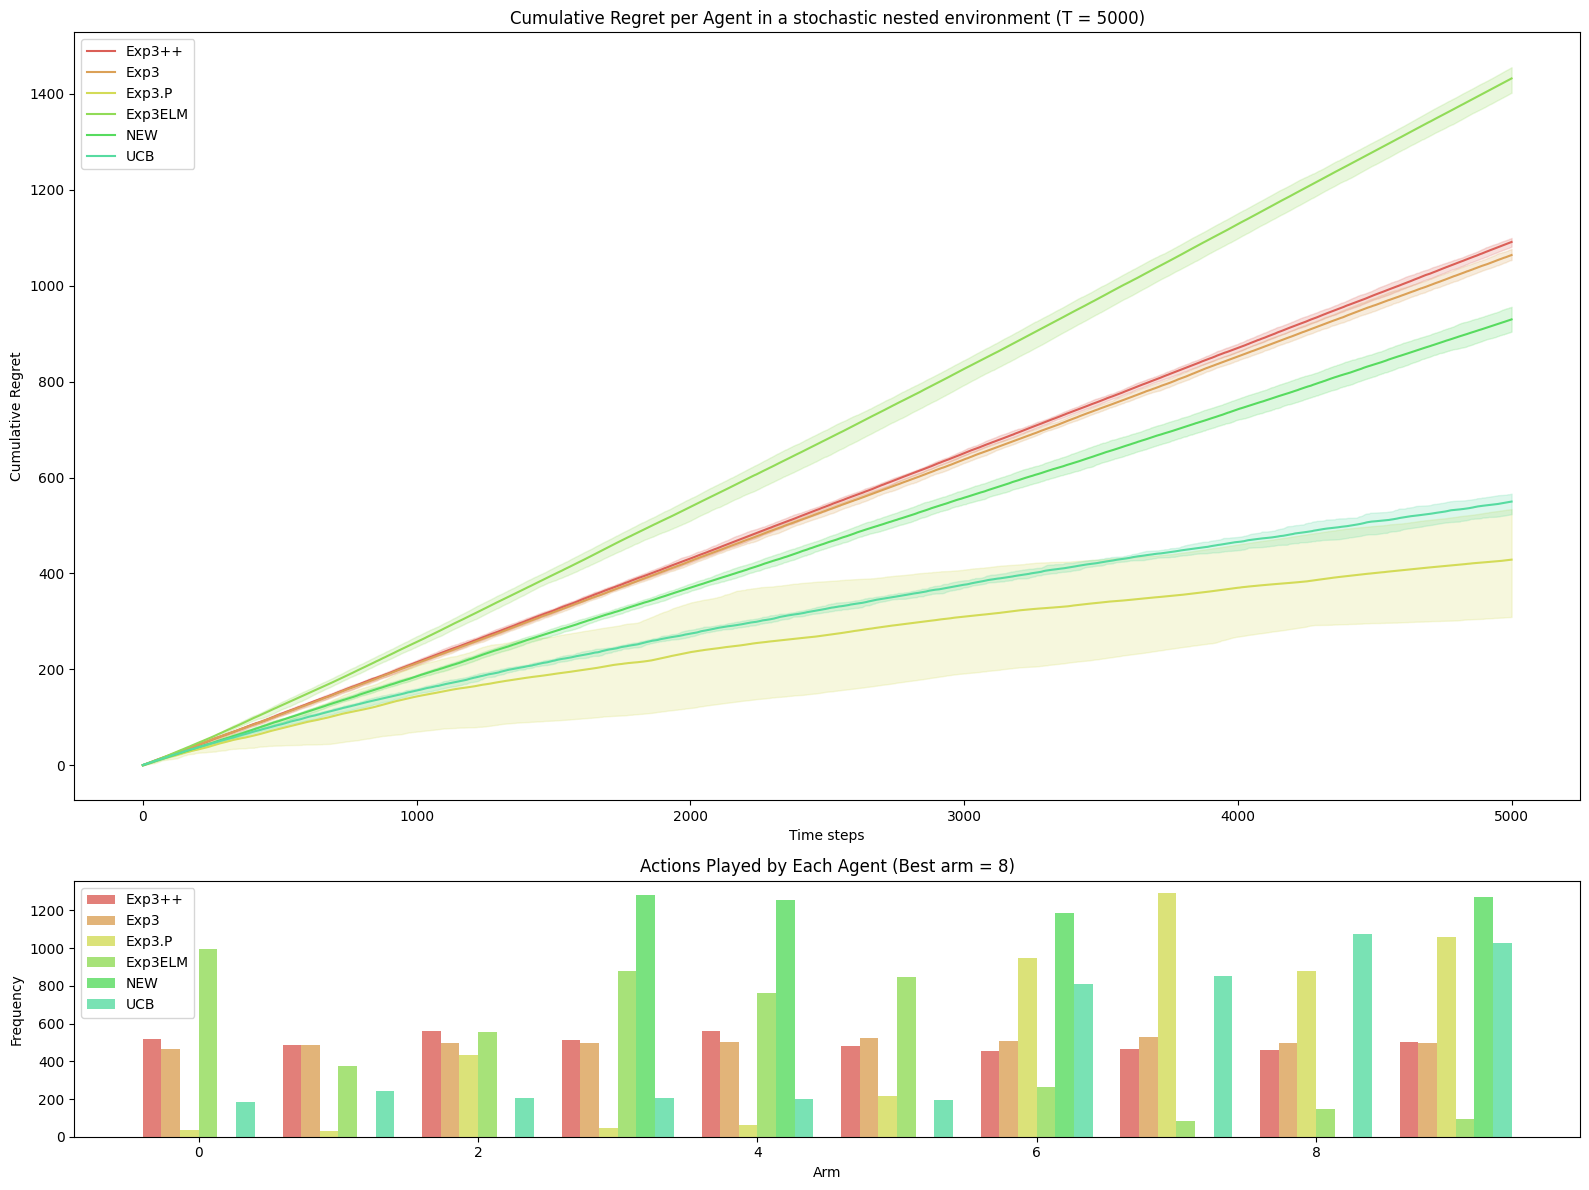 Cumulative Regret per Agent in a stochastic nested environment (T = 5000)
Exp3++
Exp3
Exp3.P
Exp3ELM
NEW
UCB
1400
1200
1000
800
600
400
200
0
Cumulative Regret
0 1000 2000 3000 4000 5000
Time steps
Actions Played by Each Agent (Best arm = 8)
Exp3++
Exp3
Exp3.P
Exp3ELM
NEW
UCB
1200
1000
800
600
400
200
0
Frequency
0 2 4 6 8
Arm